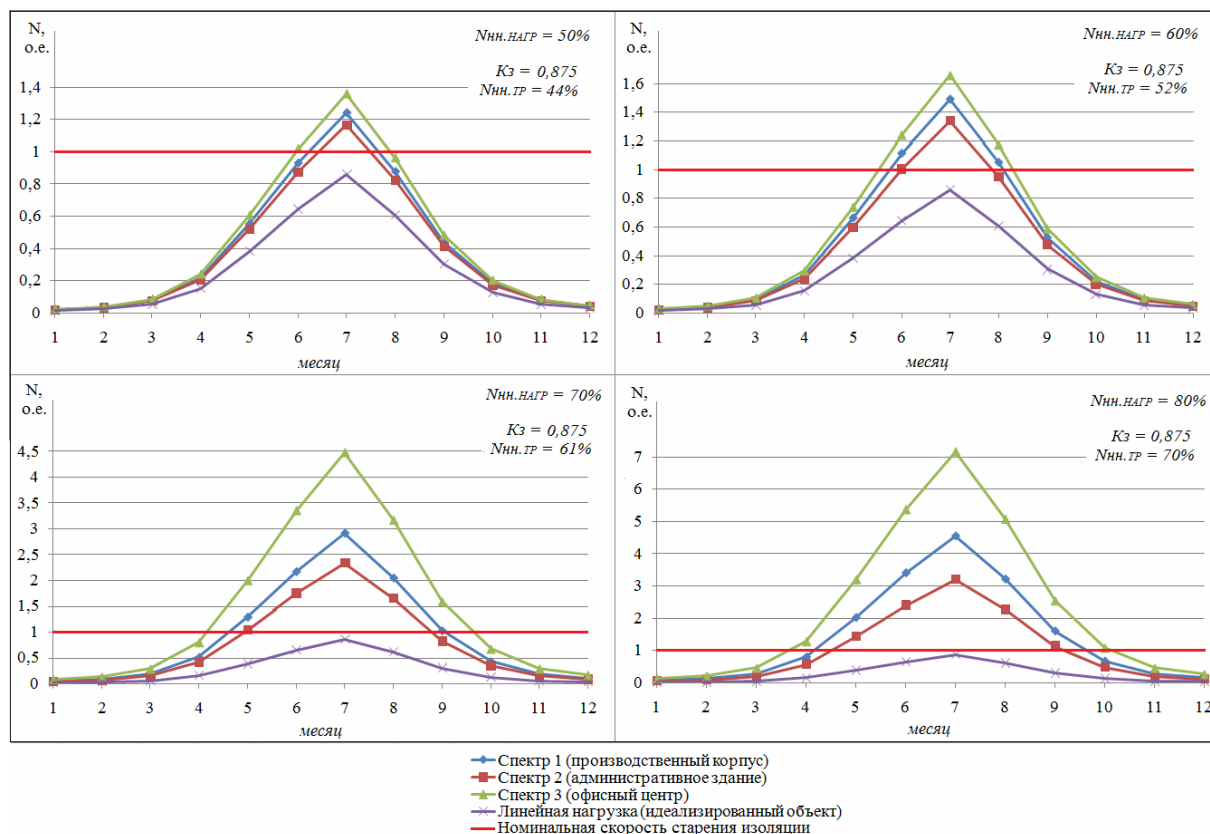 N,
о.е.
Nнн.НАГР = 50%
Кз = 0,875
Nнн.ТР = 44%
1,4
1,2
1
0,8
0,6
0,4
0,2
0
1 2 3 4 5 6 7 8 9 10 11 12
месяц
N,
о.е.
Nнн.НАГР = 60%
Кз = 0,875
Nнн.ТР = 52%
1,6
1,4
1,2
1
0,8
0,6
0,4
0,2
0
1 2 3 4 5 6 7 8 9 10 11 12
месяц
N,
о.е.
Nнн.НАГР = 70%
Кз = 0,875
Nнн.ТР = 61%
4,5
4
3,5
3
2,5
2
1,5
1
0,5
0
1 2 3 4 5 6 7 8 9 10 11 12
месяц
N,
о.е.
Nнн.НАГР = 80%
Кз = 0,875
Nнн.ТР = 70%
7
6
5
4
3
2
1
0
1 2 3 4 5 6 7 8 9 10 11 12
месяц
Спектр 1 (производственный корпус)
Спектр 2 (административное здание)
Спектр 3 (офисный центр)
Линейная нагрузка (идеализированный объект)
Номинальная скорость старения изоляции